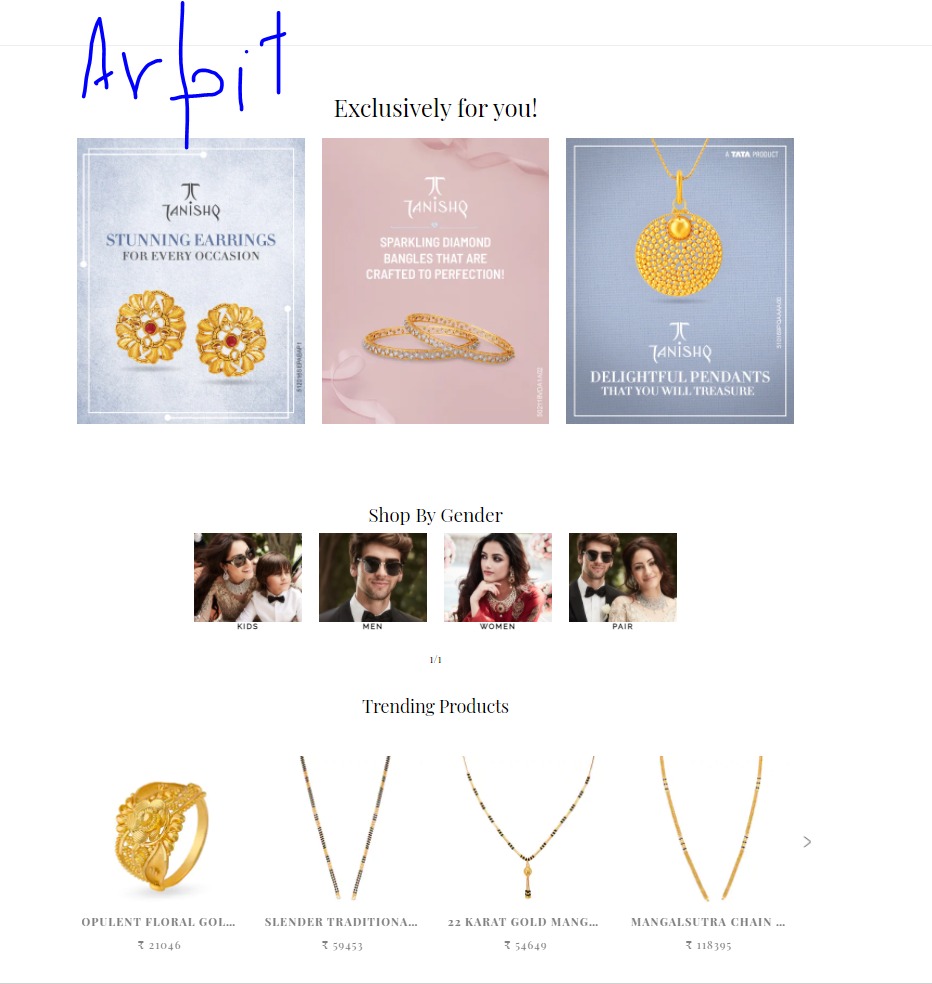 Arpit
Exclusively for you!
TANISHQ
STUNNING EARRINGS
FOR EVERY OCCASION
TANISHQ
SPARKLING DIAMOND
BANGLES THAT ARE
CRAFTED TO PERFECTION!
A TATA PRODUCT
TANISHQ
DELIGHTFUL PENDANTS
THAT YOU WILL TREASURE
Shop By Gender
KIDS MEN WOMEN PAIR
1/1
Trending Products
>
OPULENT FLORAL GOL... SLENDER TRADITIONA... 22 KARAT GOLD MANG... MANGALSUTRA CHAIN ...
₹ 21046 ₹ 59453 ₹ 54649 ₹ 118395